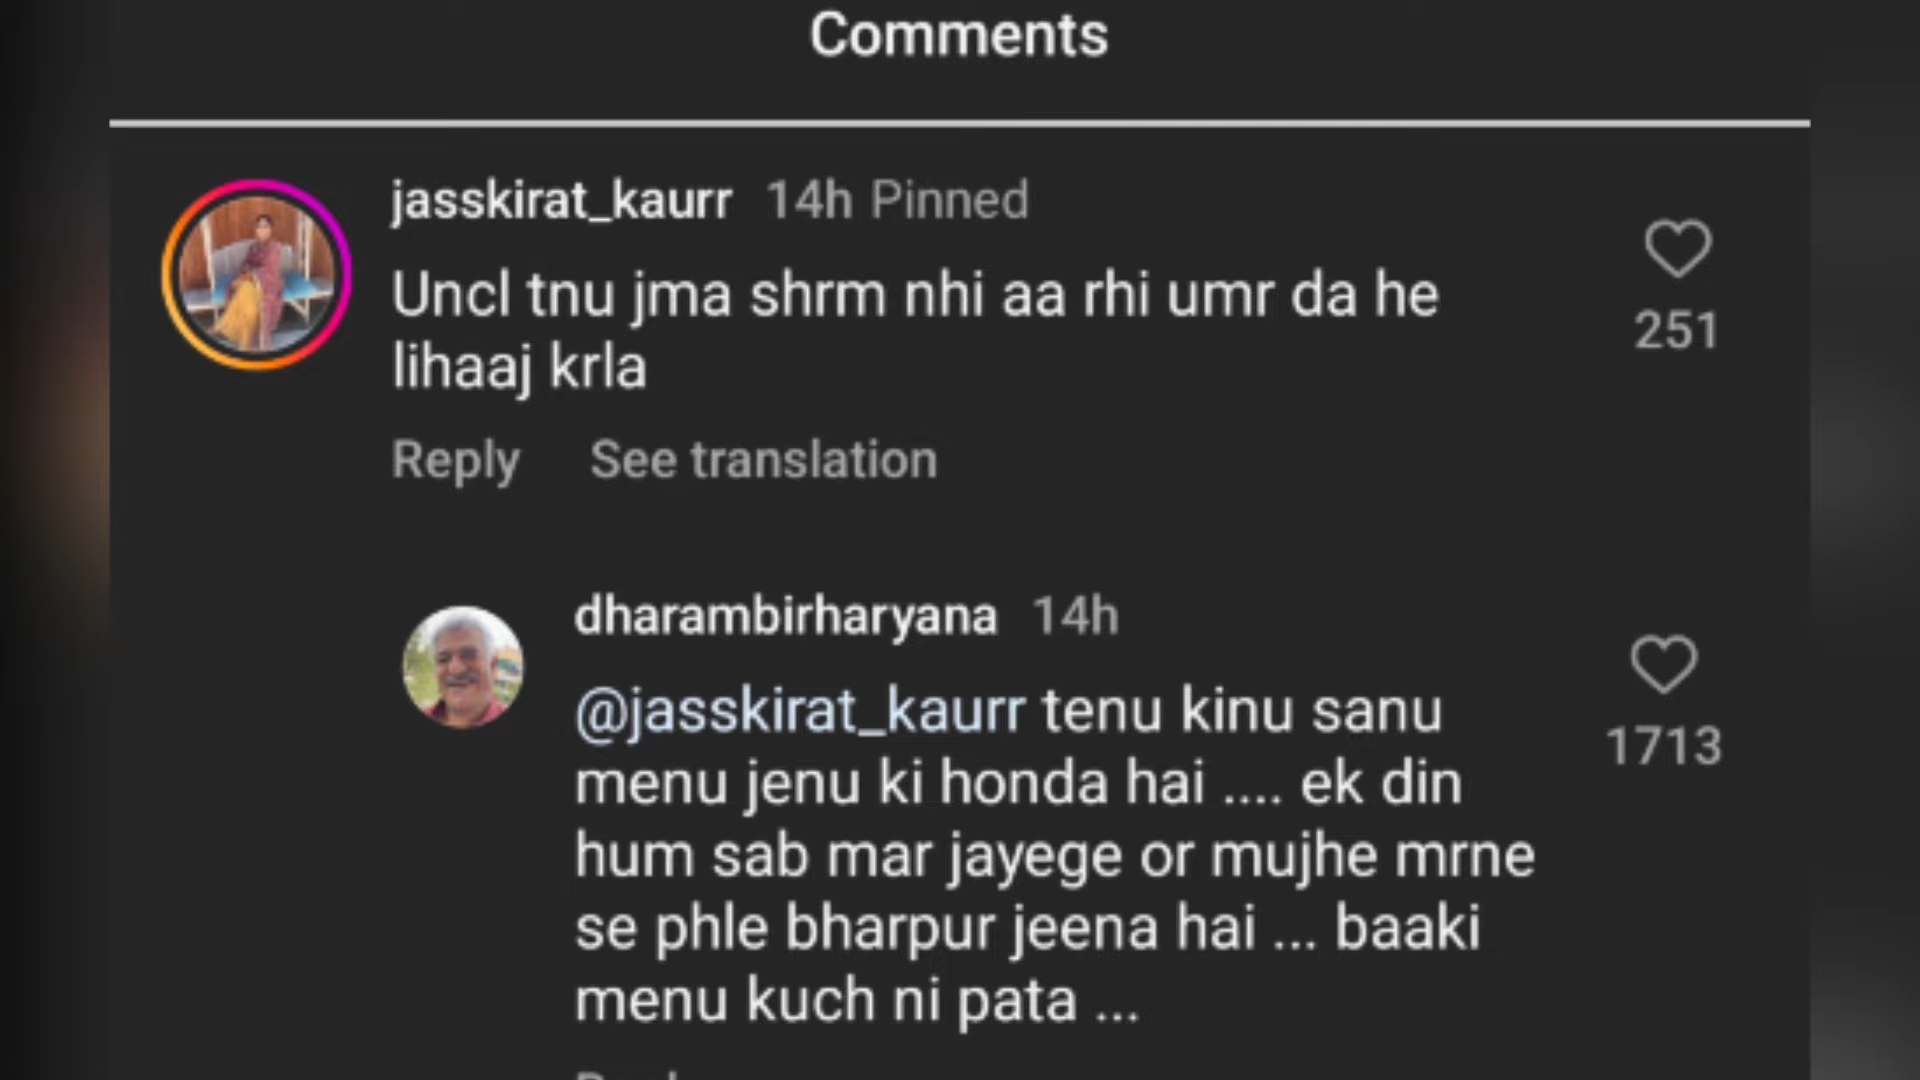 Comments
jasskirat_kaurr 14h Pinned
Uncl tnu jma shrm nhi aa rhi umr da he
lihaaj krla
251
Reply See translation
dharambirharyana 14h
@jasskirat_kaurr tenu kinu sanu
menu jenu ki honda hai .... ek din
hum sab mar jayege or mujhe mrne
se phle bharpur jeena hai ... baaki
menu kuch ni pata ...
1713